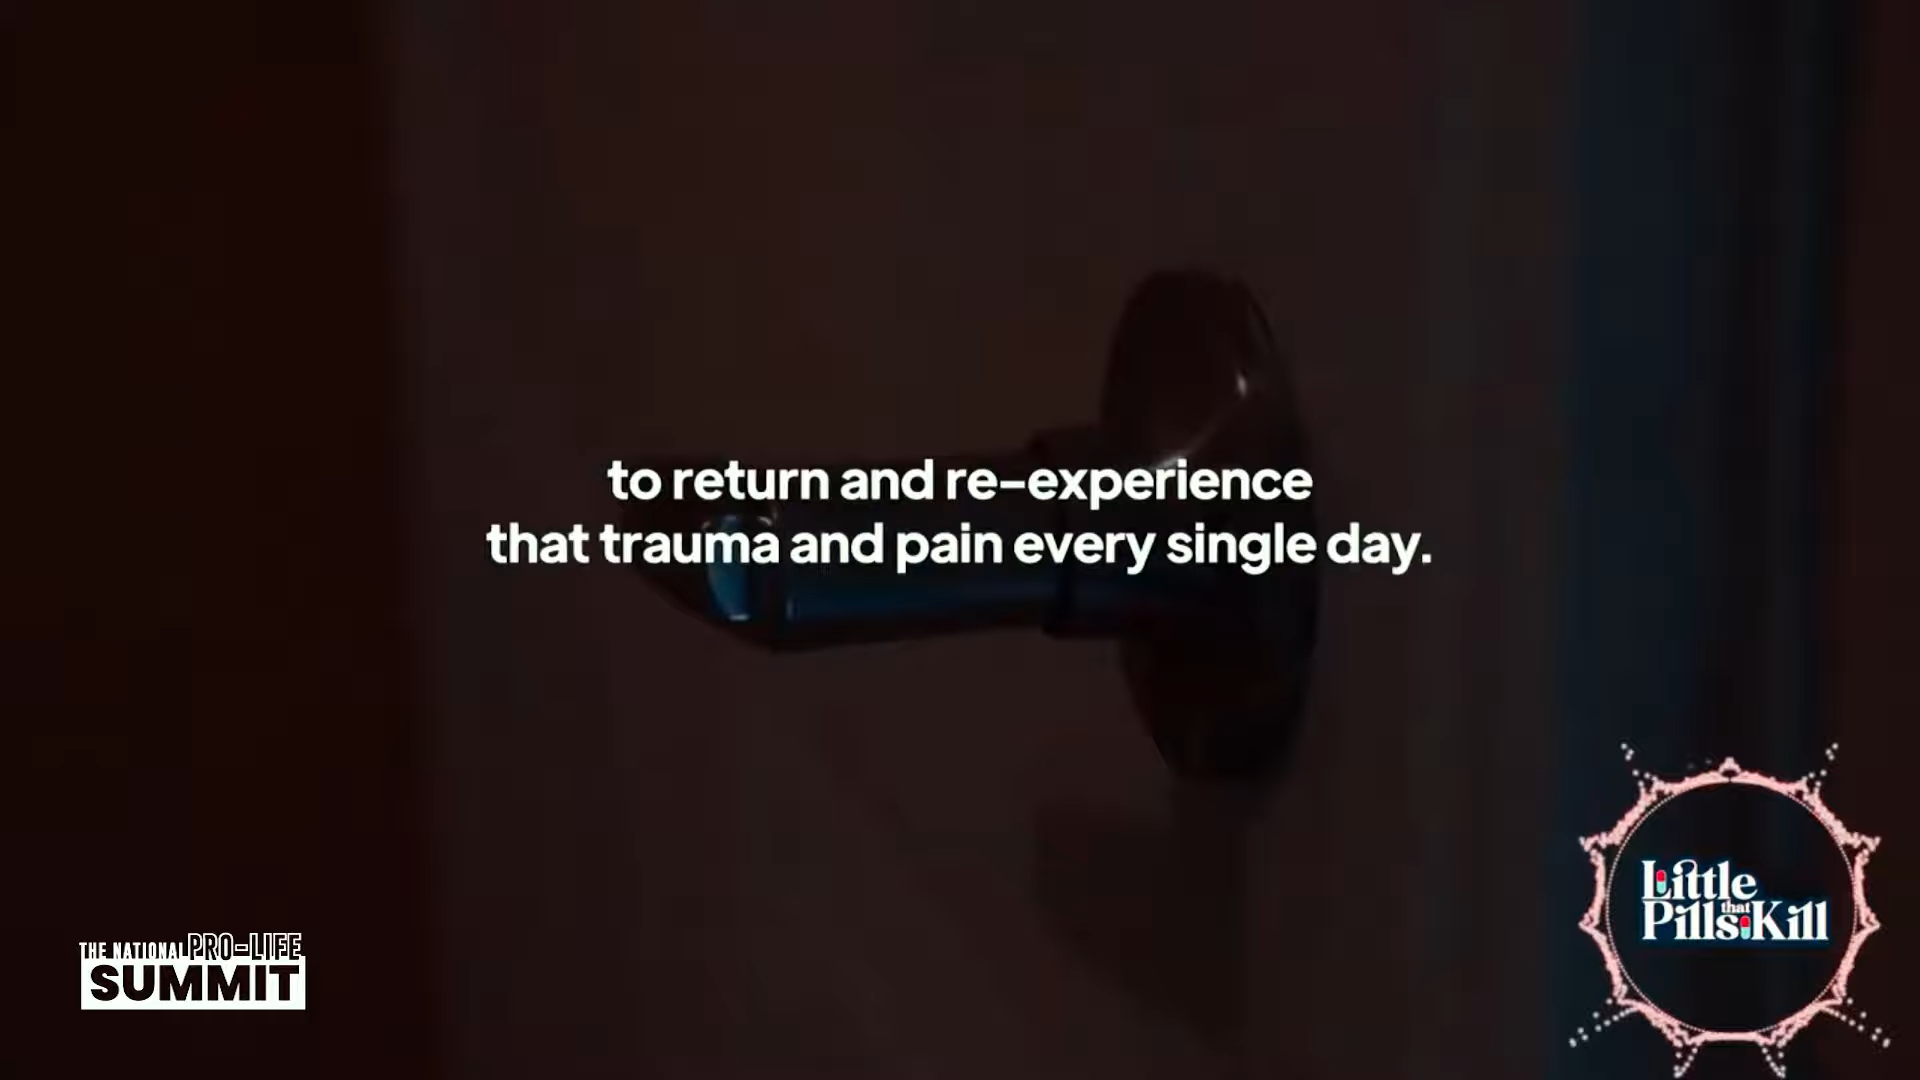 to return and re-experience
that trauma and pain every single day.
THE NATIONAL PRO-LIFE
SUMMIT
Little
that
Pills Kill